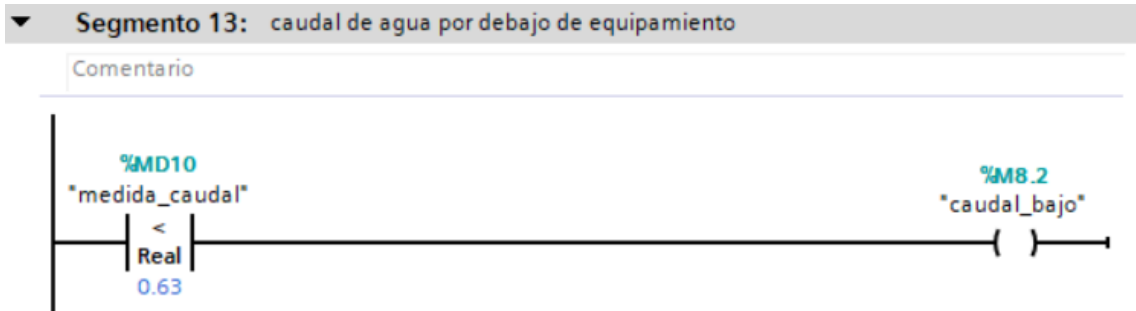 Segmento 13: caudal de agua por debajo de equipamiento
Comentario
%MD10
"medida_caudal"
<
Real
0.63
%M8.2
"caudal_bajo"
( )